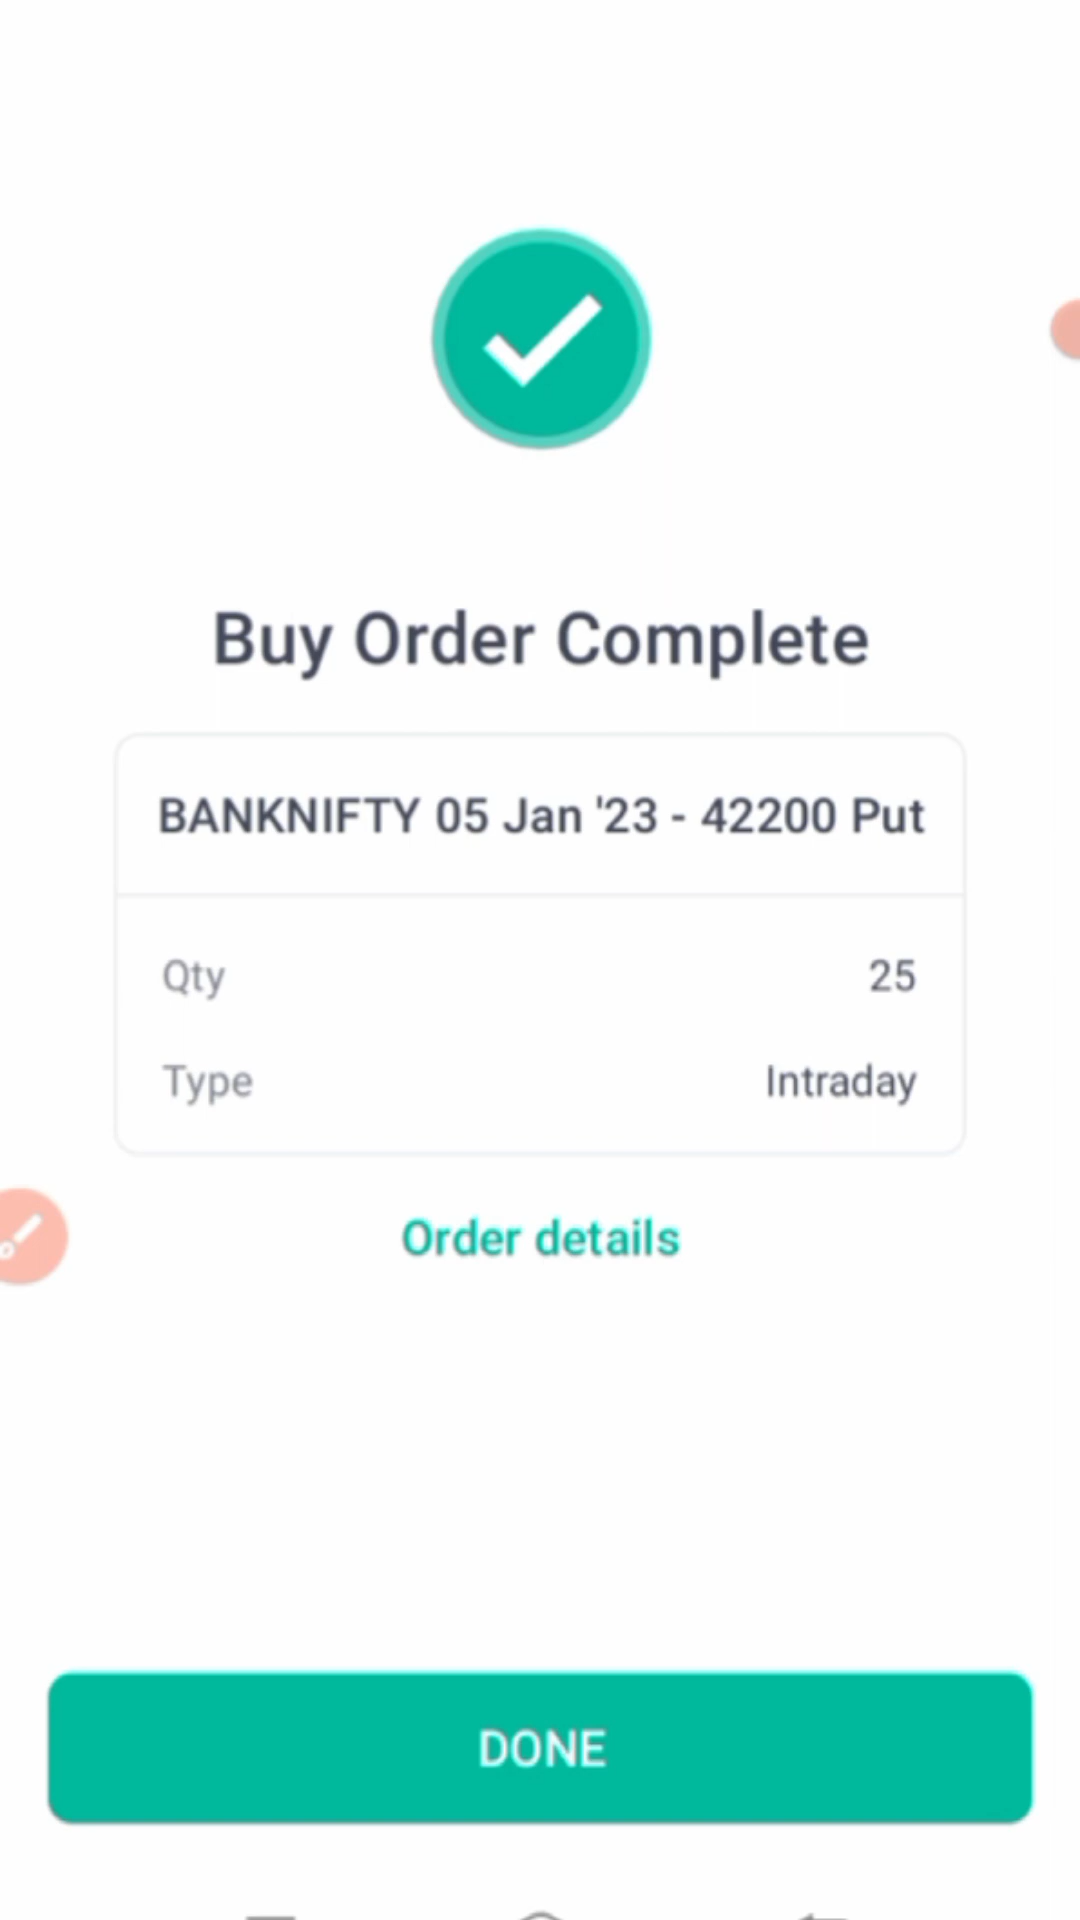 Buy Order Complete
BANKNIFTY 05 Jan '23 - 42200 Put
Qty 25
Type Intraday
Order details
DONE